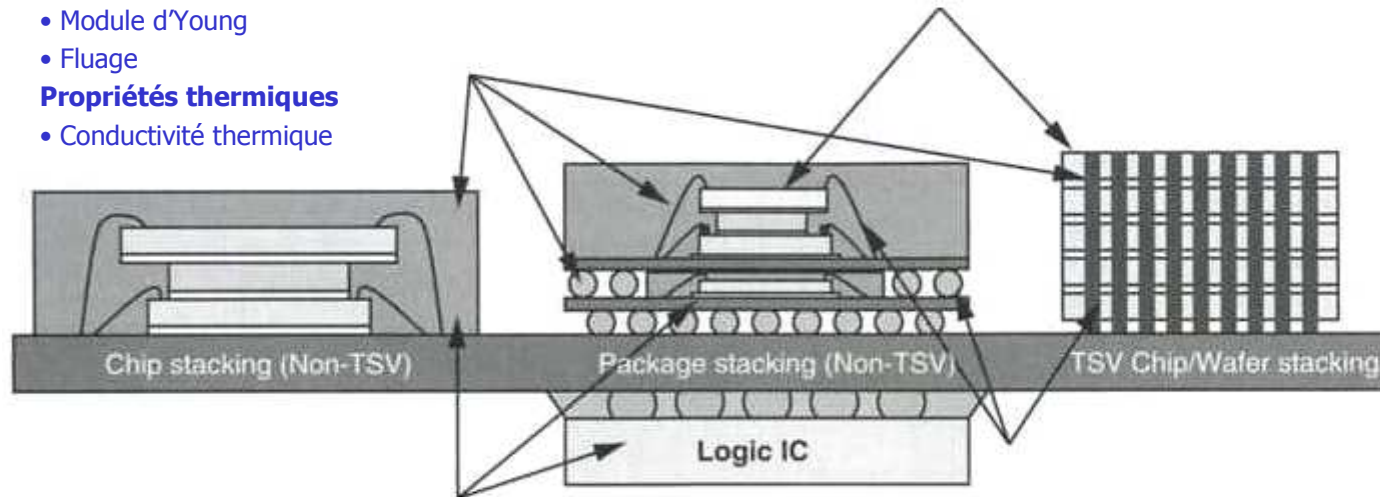 • Module d’Young
• Fluage
Propriétés thermiques
• Conductivité thermique
Chip stacking (Non-TSV)
Package stacking (Non-TSV)
TSV Chip/Wafer stacking
Logic IC